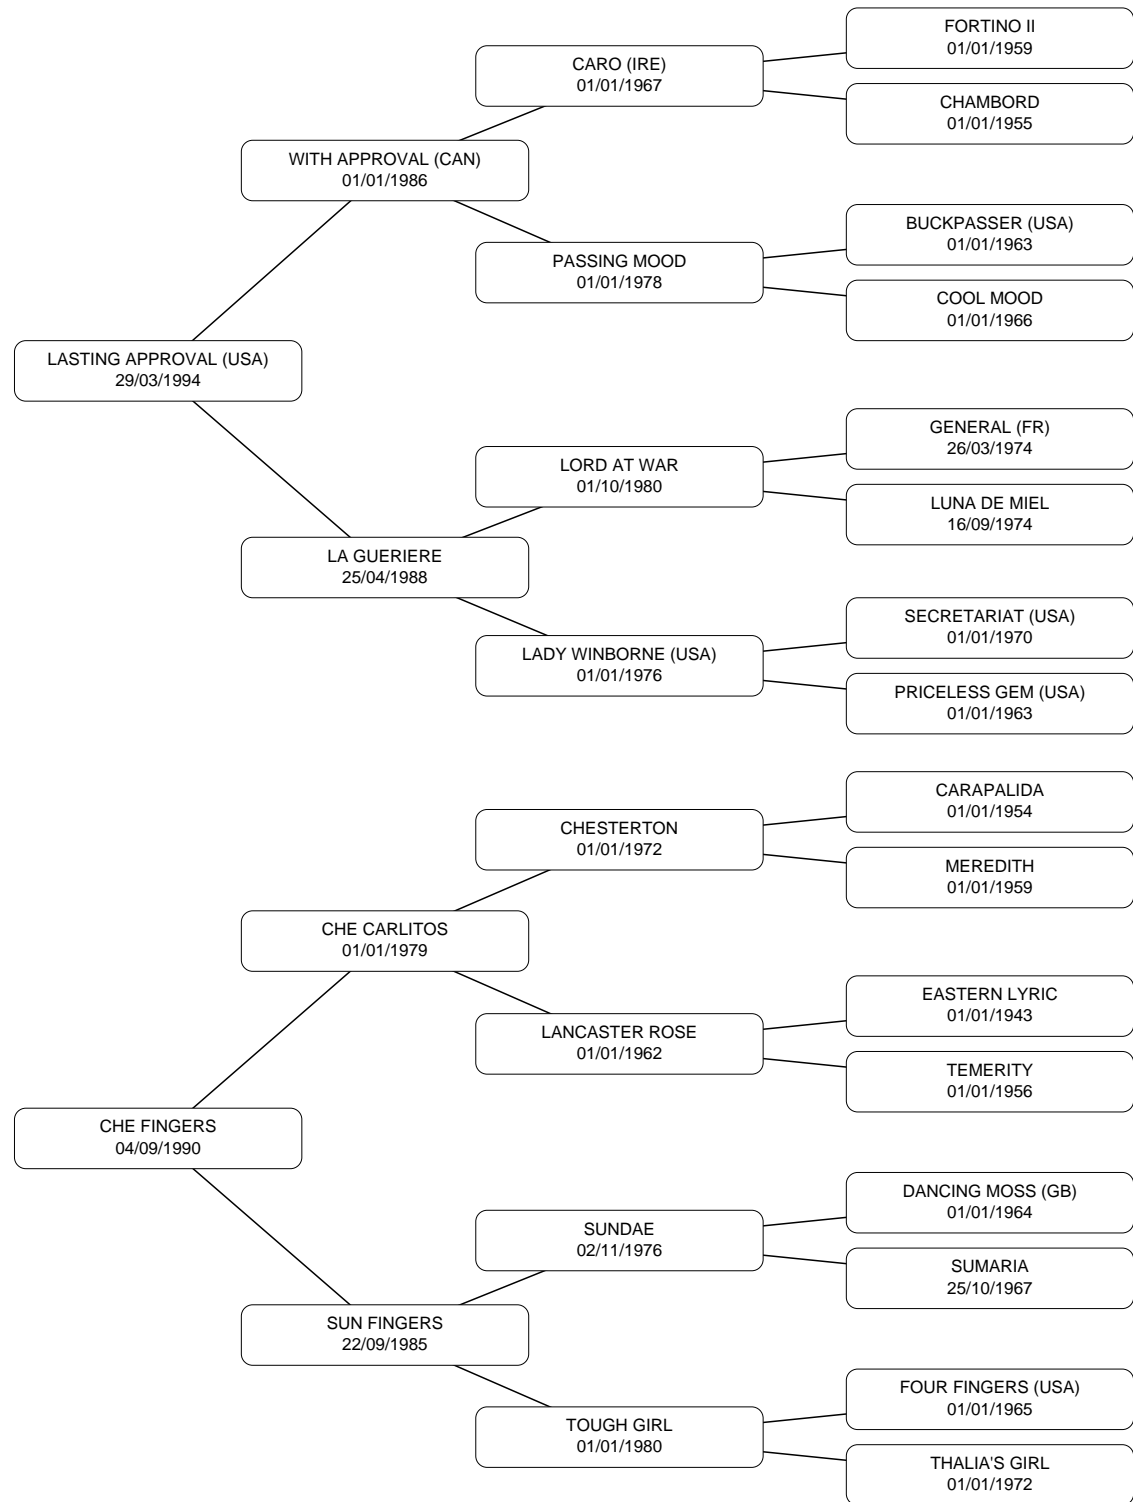 FORTINO II
01/01/1959
CARO (IRE)
01/01/1967
CHAMBORD
01/01/1955
WITH APPROVAL (CAN)
01/01/1986
BUCKPASSER (USA)
01/01/1963
PASSING MOOD
01/01/1978
COOL MOOD
01/01/1966
LASTING APPROVAL (USA)
29/03/1994
GENERAL (FR)
26/03/1974
LORD AT WAR
01/10/1980
LUNA DE MIEL
16/09/1974
LA GUERIERE
25/04/1988
SECRETARIAT (USA)
01/01/1970
LADY WINBORNE (USA)
01/01/1976
PRICELESS GEM (USA)
01/01/1963
CARAPALIDA
01/01/1954
CHESTERTON
01/01/1972
MEREDITH
01/01/1959
CHE CARLITOS
01/01/1979
EASTERN LYRIC
01/01/1943
LANCASTER ROSE
01/01/1962
TEMERITY
01/01/1956
CHE FINGERS
04/09/1990
DANCING MOSS (GB)
01/01/1964
SUNDAE
02/11/1976
SUMARIA
25/10/1967
SUN FINGERS
22/09/1985
FOUR FINGERS (USA)
01/01/1965
TOUGH GIRL
01/01/1980
THALIA'S GIRL
01/01/1972